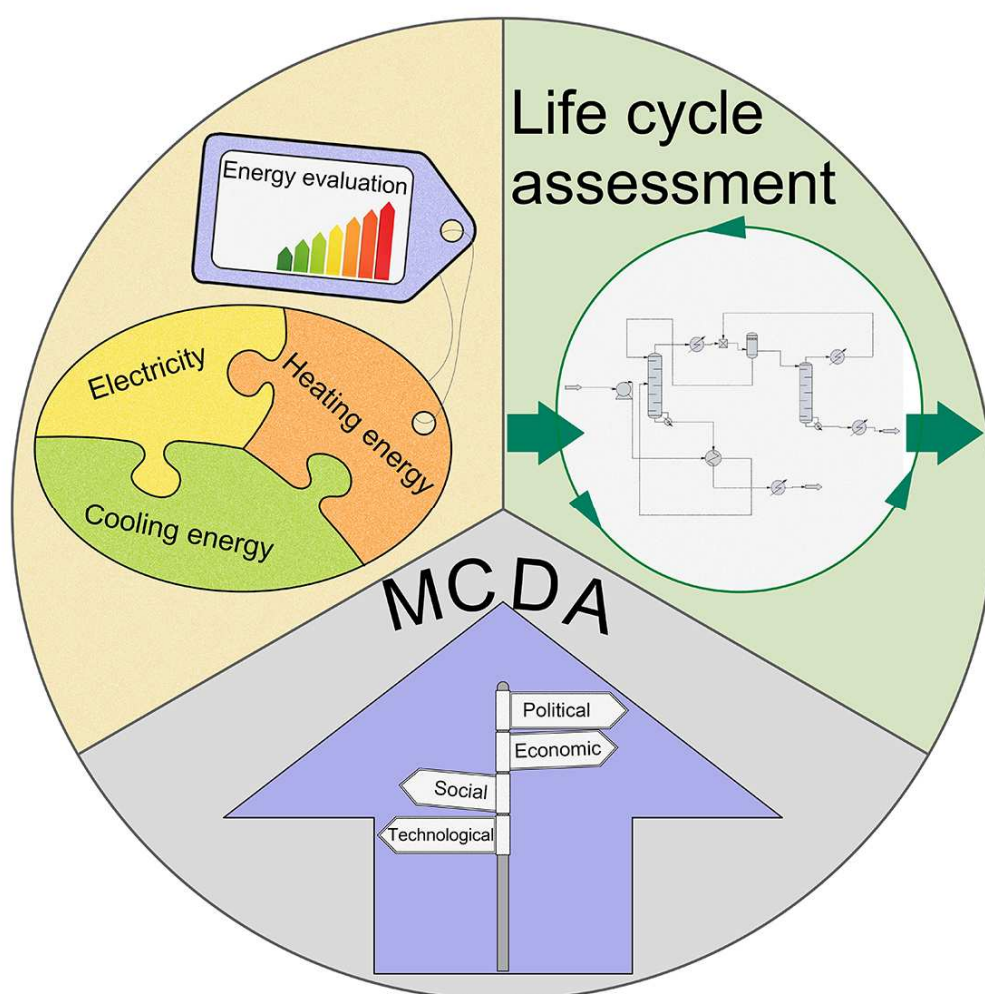 Life cycle
assessment
Energy evaluation
Electricity
Heating energy
Cooling energy
MCDA
Political
Economic
Social
Technological